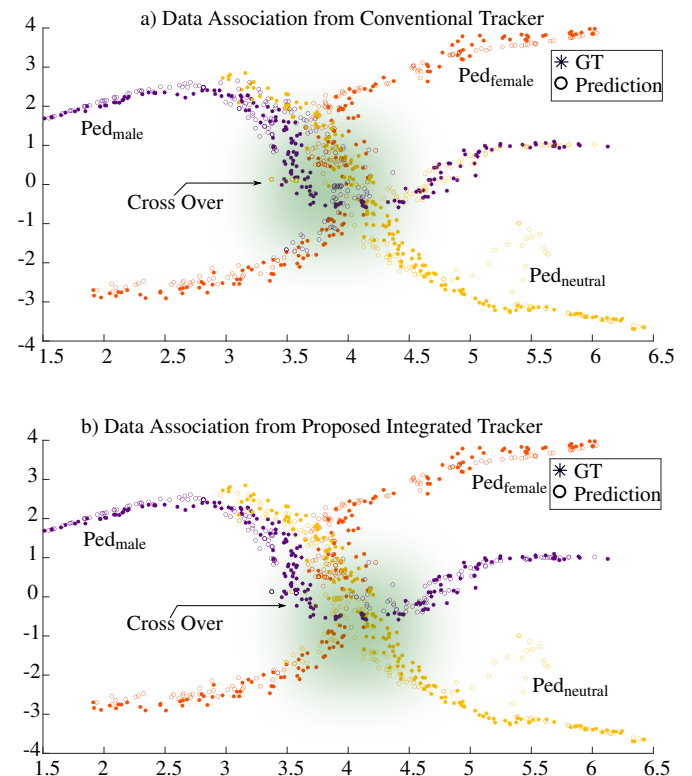 a) Data Association from Conventional Tracker
4
3
2
1
0
-1
-2
-3
-4
Ped_male
Ped_female
GT
Prediction
Cross Over
Ped_neutral
1.5 2 2.5 3 3.5 4 4.5 5 5.5 6 6.5
b) Data Association from Proposed Integrated Tracker
4
3
2
1
0
-1
-2
-3
-4
Ped_male
Ped_female
GT
Prediction
Cross Over
Ped_neutral
1.5 2 2.5 3 3.5 4 4.5 5 5.5 6 6.5